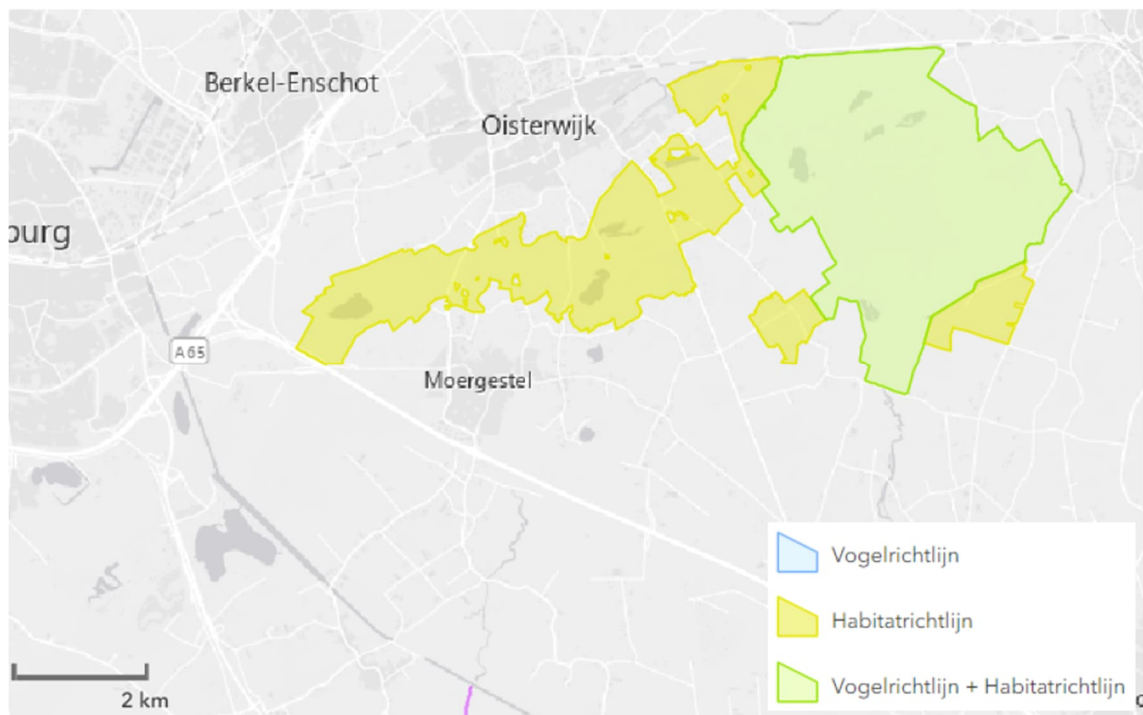 Berkel-Enschot
Oisterwijk
burg
A65
Moergestel
Vogelrichtlijn
Habitatrichtlijn
Vogelrichtlijn + Habitatrichtlijn
2 km